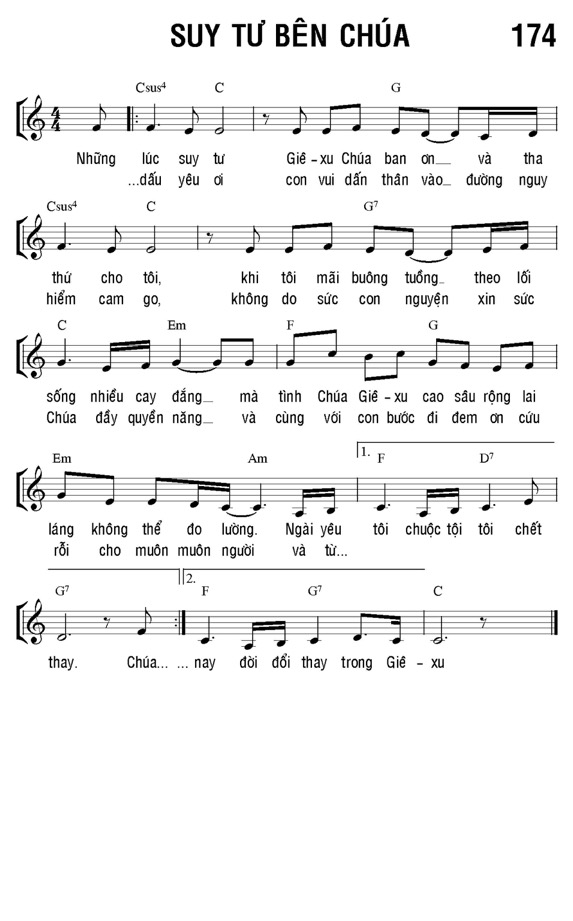 SUY TƯ BÊN CHÚA 174
Csus4 C G
Những lúc suy tư Giê-xu Chúa ban ơn và tha
...dấu yêu ơi con vui dấn thân vào đường nguy
Csus4 C G7
thứ cho tôi, khi tôi mãi buông tuồng theo lối
hiểm cam go, không do sức con nguyện xin sức
C Em F G
sống nhiều cay đắng mà tình Chúa Giê-xu cao sâu rộng lai
Chúa đầy quyền năng và cùng với con bước đi đem ơn cứu
Em Am 1. F D7
láng không thể đo lường. Ngài yêu tôi chuộc tội tôi chết
rỗi cho muôn muôn người và từ...
G7 2. F G7 C
thay. Chúa... ...nay đời đổi thay trong Giê-xu